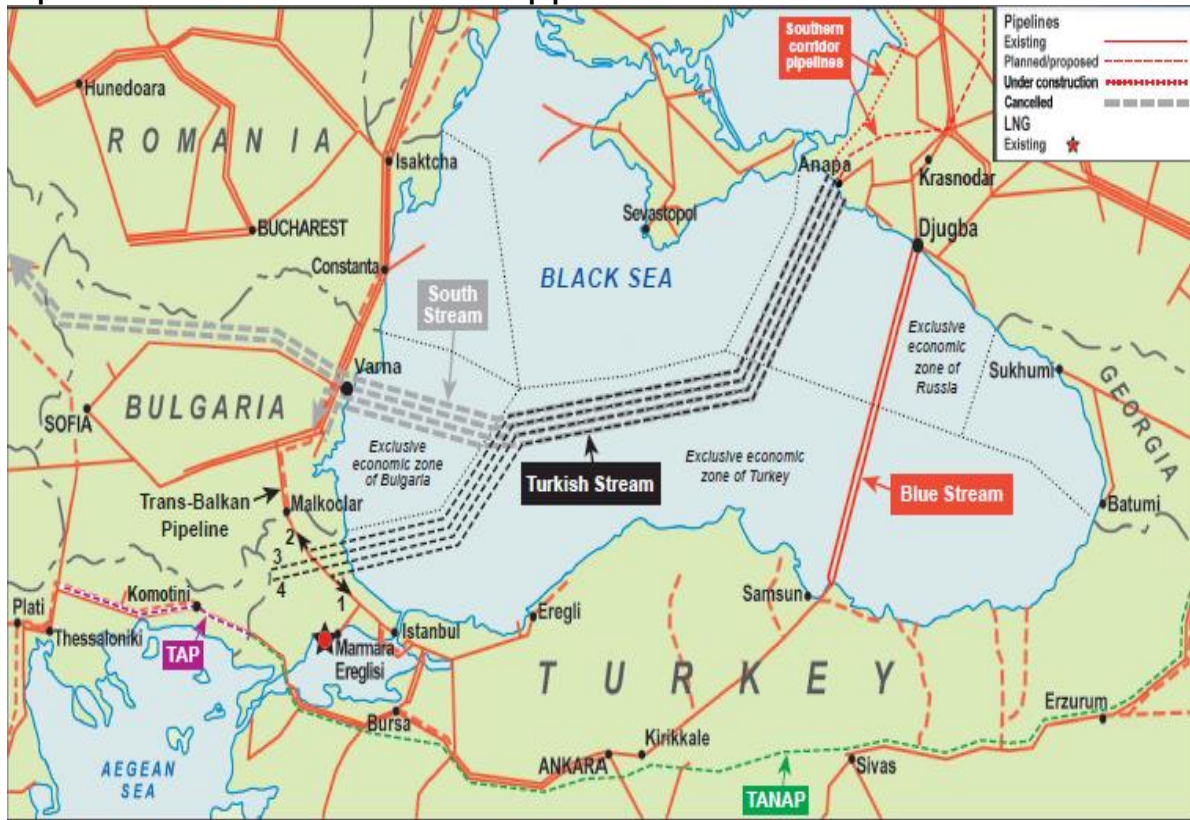 Southern
corridor
pipelines
Pipelines
Existing
Planned/proposed
Under construction
Cancelled
LNG
Existing
Hunedoara
ROMANIA
Isaktcha
Anapa
Krasnodar
Sevastopol
BUCHAREST
Djugba
Constanta
BLACK SEA
South
Stream
Exclusive
economic
zone of
Russia
Varna
Sukhumi
GEORGIA
SOFIA
BULGARIA
Exclusive
economic zone
of Bulgaria
Exclusive economic
zone of Turkey
Turkish Stream
Blue Stream
Trans-Balkan
Pipeline
Malkoclar
Batumi
2
3
4
1
Komotini
Plati
Thessaloniki
TAP
Istanbul
Eregli
Samsun
Marmara
Ereglisi
TURKEY
Bursa
Erzurum
ANKARA
Kirikkale
Sivas
AEGEAN
SEA
TANAP